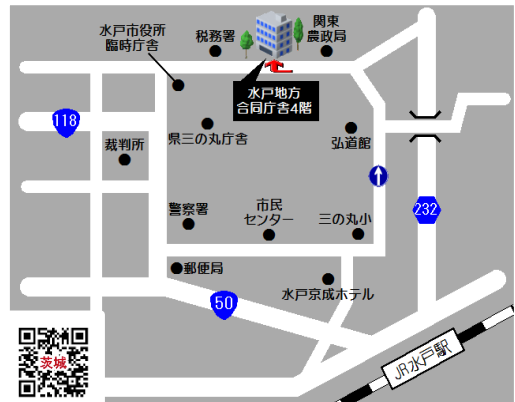 水戸市役所
臨時庁舎
税務署
関東
農政局
水戸地方
合同庁舎4階
118
裁判所
県三の丸庁舎
弘道館
232
警察署
市民
センター
三の丸小
郵便局
50
水戸京成ホテル
茨城
JR水戸駅